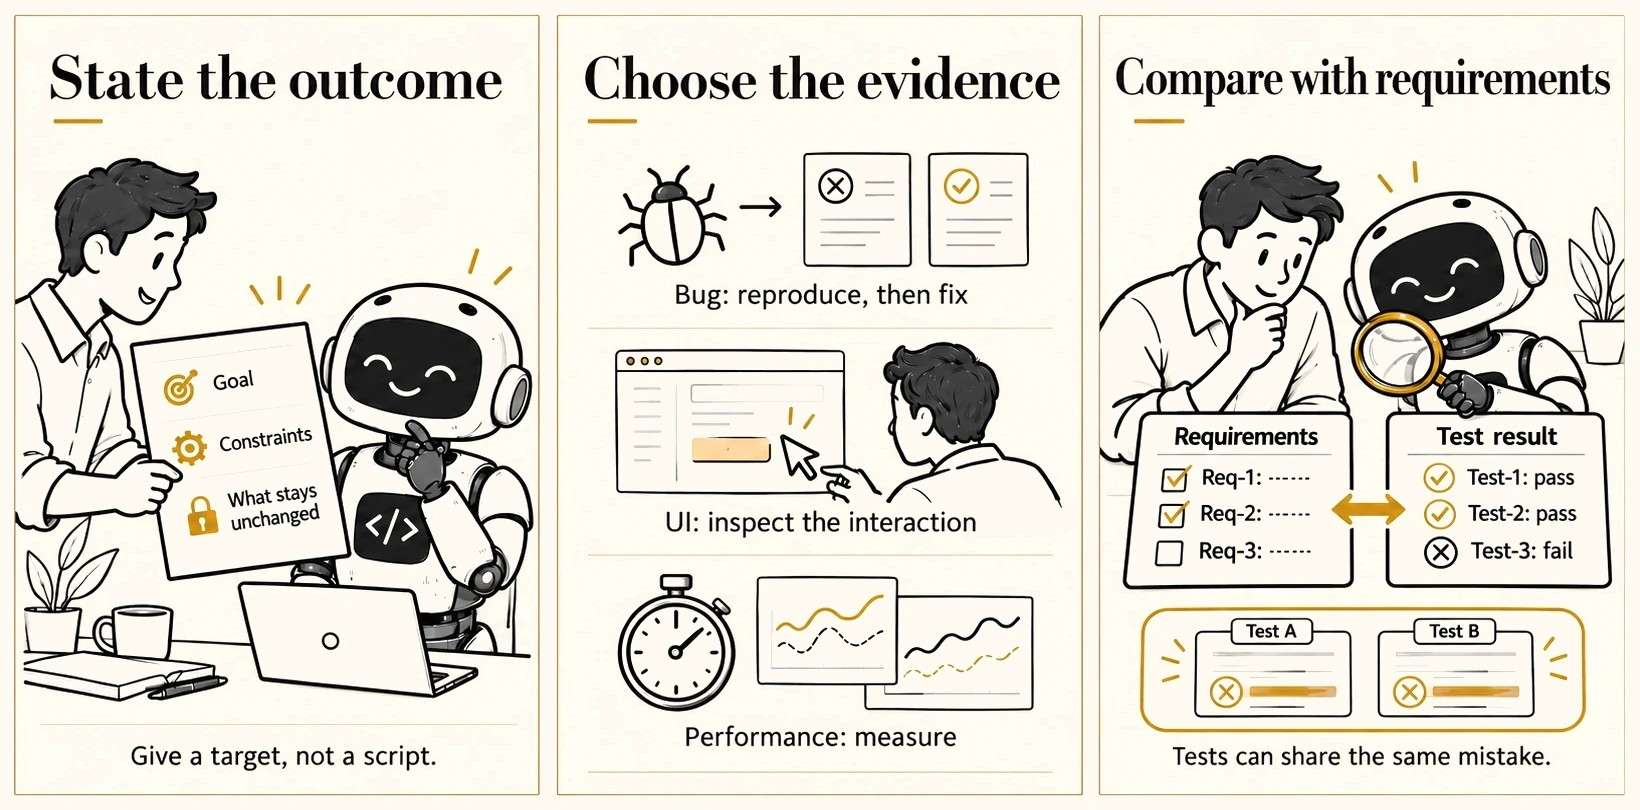 State the outcome
Goal
Constraints
What stays
unchanged
</>
Give a target, not a script.
Choose the evidence
Bug: reproduce, then fix
UI: inspect the interaction
Performance: measure
Compare with requirements
Requirements
Req-1: ------
Req-2: ------
Req-3: ------
Test result
Test-1: pass
Test-2: pass
Test-3: fail
Test A
Test B
Tests can share the same mistake.